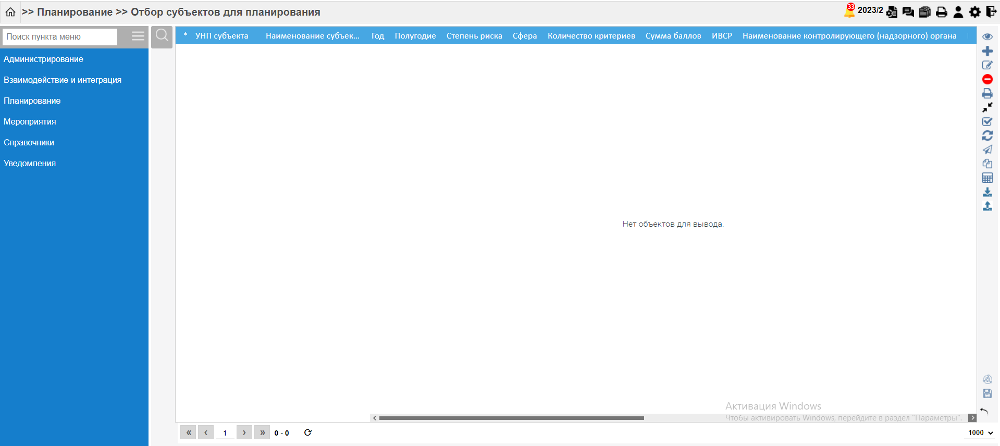 >> Планирование >> Отбор субъектов для планирования
33
2023/2
Поиск пункта меню
* УНП субъекта Наименование субъек... Год Полугодие Степень риска Сфера Количество критериев Сумма баллов ИВСР Наименование контролирующего (надзорного) органа
Администрирование
Взаимодействие и интеграция
Планирование
Мероприятия
Справочники
Уведомления
Нет объектов для вывода.
Активация Windows
Чтобы активировать Windows, перейдите в раздел "Параметры".
« ‹ 1 › » 0 - 0
1000